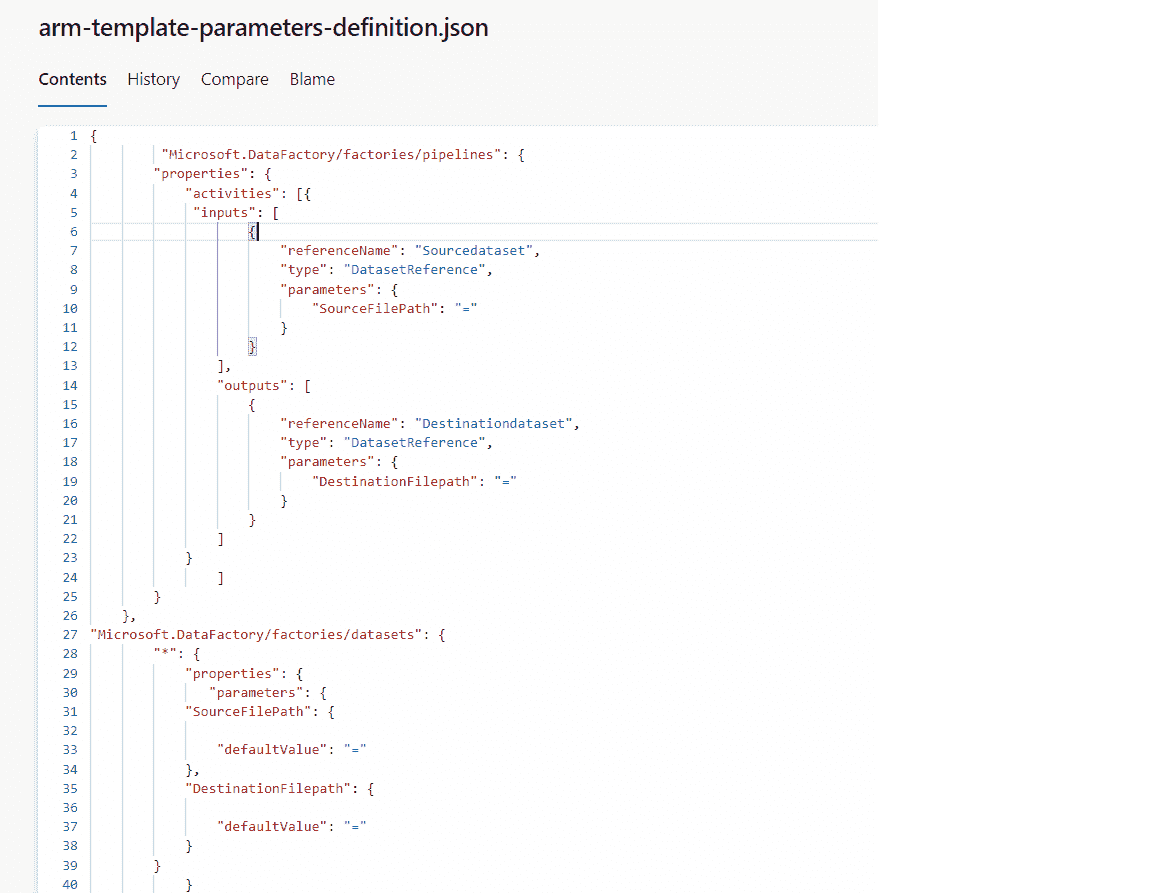 arm-template-parameters-definition.json
Contents History Compare Blame
1 {
2 "Microsoft.DataFactory/factories/pipelines": {
3 "properties": {
4 "activities": [{
5 "inputs": [
6 {
7 "referenceName": "Sourcedataset",
8 "type": "DatasetReference",
9 "parameters": {
10 "SourceFilePath": "="
11 }
12 }
13 ],
14 "outputs": [
15 {
16 "referenceName": "Destinationdataset",
17 "type": "DatasetReference",
18 "parameters": {
19 "DestinationFilepath": "="
20 }
21 }
22 ]
23 }
24 ]
25 }
26 },
27 "Microsoft.DataFactory/factories/datasets": {
28 "*": {
29 "properties": {
30 "parameters": {
31 "SourceFilePath": {
32
33 "defaultValue": "="
34 },
35 "DestinationFilepath": {
36
37 "defaultValue": "="
38 }
39 }
40 }